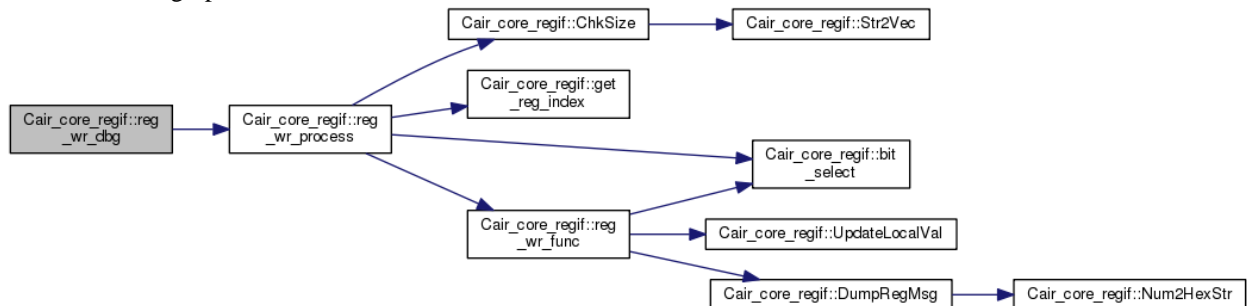 Cair_core_regif::ChkSize
Cair_core_regif::Str2Vec
Cair_core_regif::get
_reg_index
Cair_core_regif::reg
_wr_dbg
Cair_core_regif::reg
_wr_process
Cair_core_regif::bit
_select
Cair_core_regif::reg
_wr_func
Cair_core_regif::UpdateLocalVal
Cair_core_regif::DumpRegMsg
Cair_core_regif::Num2HexStr